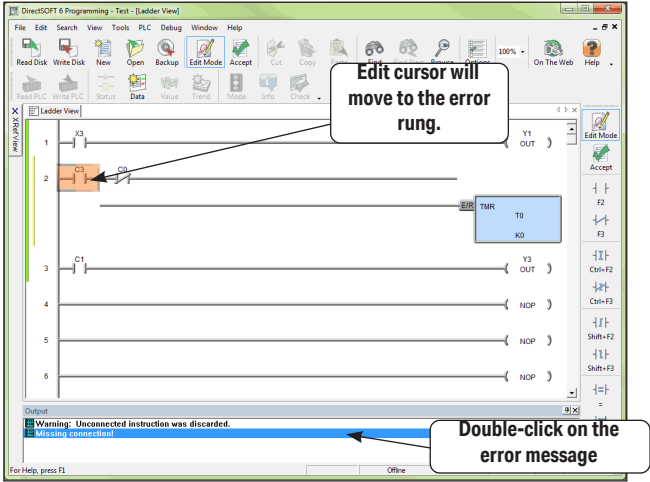 DirectSOFT 6 Programming - Test - [Ladder View]
File Edit Search View Tools PLC Debug Window Help
Read Disk Write Disk New Open Backup Edit Mode Accept Cut Copy Find Browse Options 100% On The Web Help
Read PLC Write PLC Status Data Value Trend Mode Info Check
Edit cursor will
move to the error
rung.
XRef View
Ladder View
1 X3 Y1
OUT
2 C3 C0
E/R TMR
T0
K0
3 C1 Y3
OUT
4 NOP
5 NOP
6 NOP
Edit Mode
Accept
F2
F3
Ctrl+F2
Ctrl+F3
Shift+F2
Shift+F3
=
Output
Warning: Unconnected instruction was discarded.
Missing connection!
Double-click on the
error message
For Help, press F1 Offline